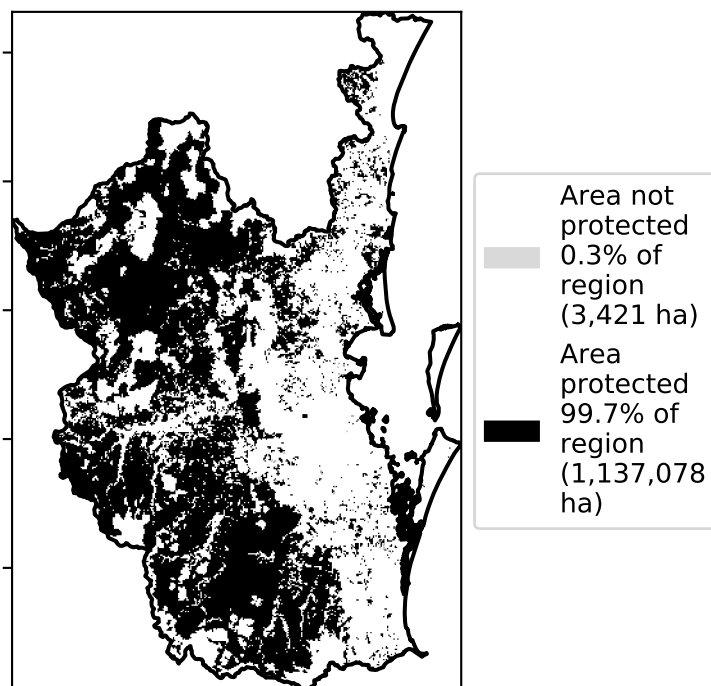 Area not
protected
0.3% of
region
(3,421 ha)
Area
protected
99.7% of
region
(1,137,078
ha)